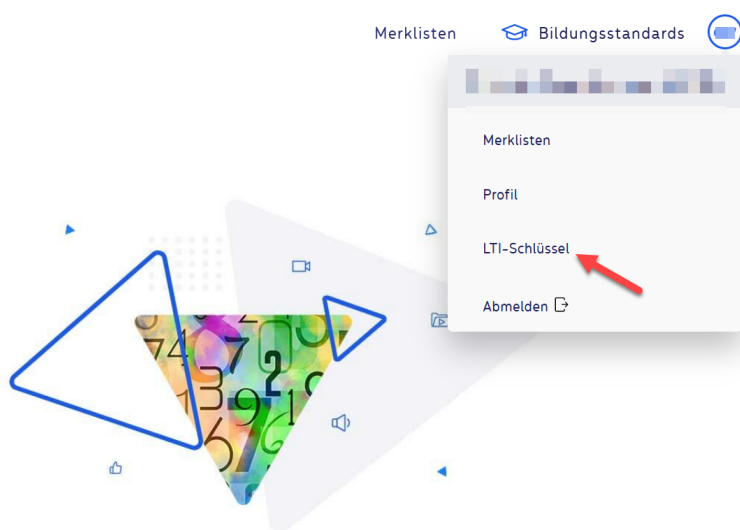 Merklisten
Bildungsstandards
Merklisten
Profil
LTI-Schlüssel
Abmelden